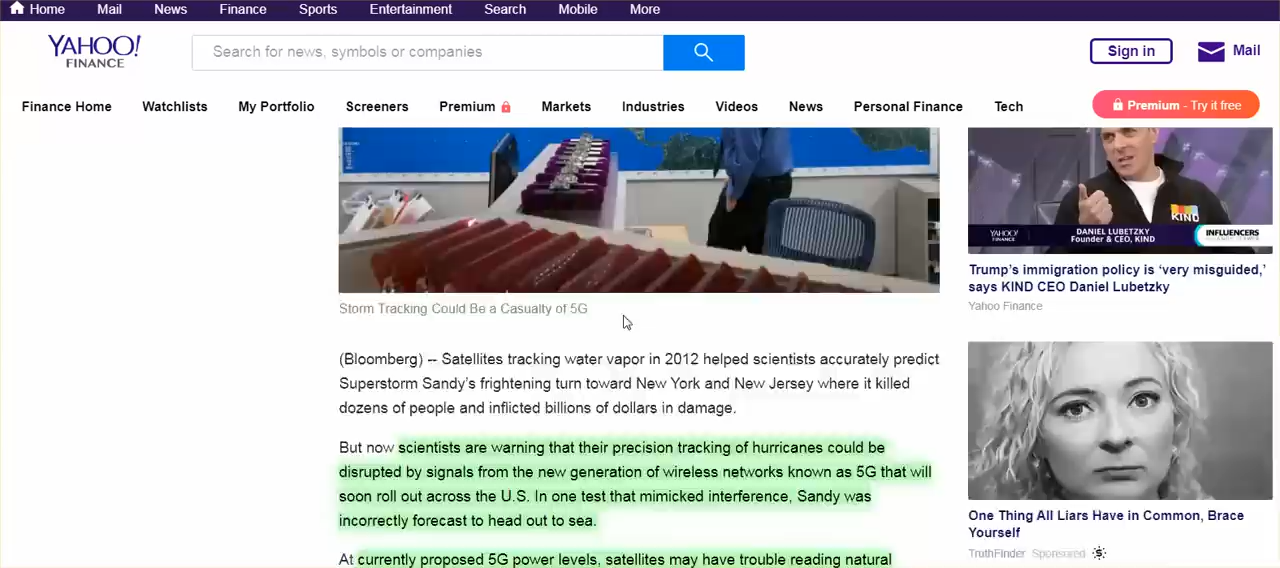 Home Mail News Finance Sports Entertainment Search Mobile More
YAHOO!
FINANCE
Search for news, symbols or companies
Sign in
Mail
Finance Home Watchlists My Portfolio Screeners Premium Markets Industries Videos News Personal Finance Tech
Premium - Try it free
Storm Tracking Could Be a Casualty of 5G
(Bloomberg) -- Satellites tracking water vapor in 2012 helped scientists accurately predict
Superstorm Sandy's frightening turn toward New York and New Jersey where it killed
dozens of people and inflicted billions of dollars in damage.
But now scientists are warning that their precision tracking of hurricanes could be
disrupted by signals from the new generation of wireless networks known as 5G that will
soon roll out across the U.S. In one test that mimicked interference, Sandy was
incorrectly forecast to head out to sea.
At currently proposed 5G power levels, satellites may have trouble reading natural
KIND
YAHOO!
FINANCE
DANIEL LUBETZKY
Founder & CEO, KIND
INFLUENCERS
Trump's immigration policy is 'very misguided,'
says KIND CEO Daniel Lubetzky
Yahoo Finance
One Thing All Liars Have in Common, Brace
Yourself
TruthFinder Sponsored